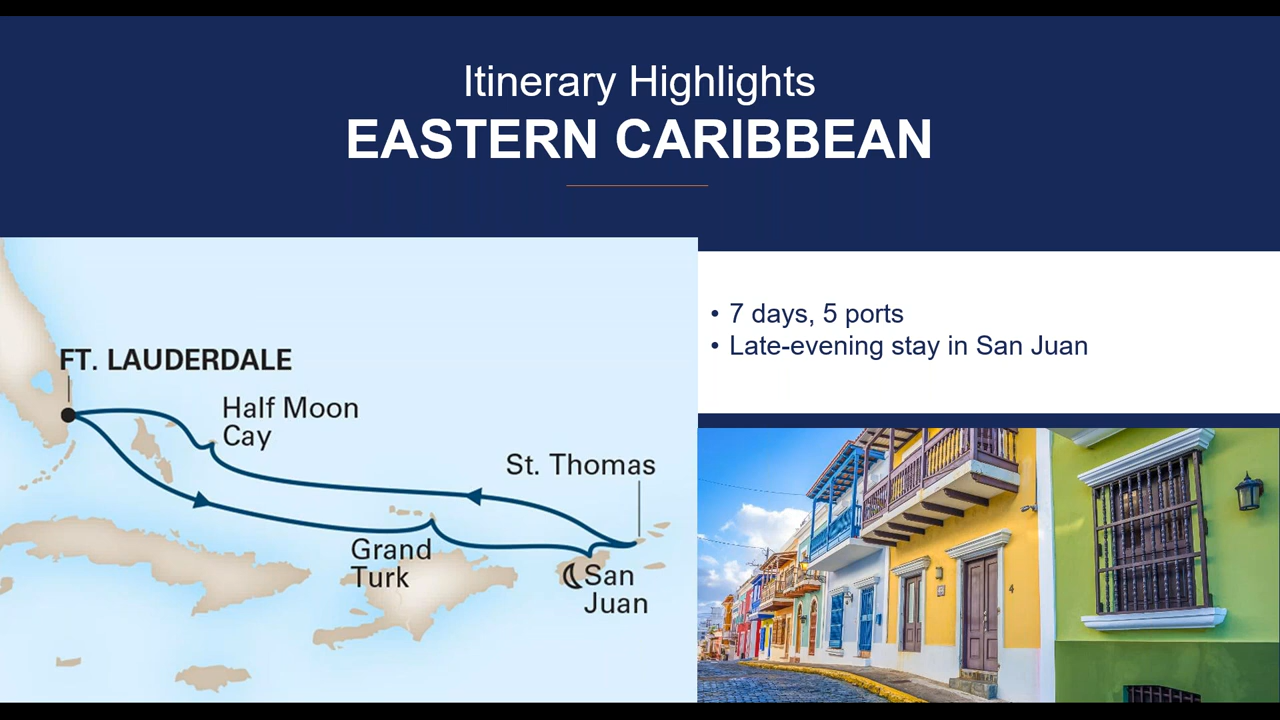 Itinerary Highlights
EASTERN CARIBBEAN
FT. LAUDERDALE
Half Moon
Cay
St. Thomas
Grand
Turk
San
Juan
• 7 days, 5 ports
• Late-evening stay in San Juan
4